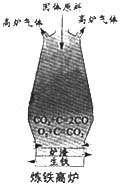 固体原料
高炉气体
高炉气体
CO₂+C=2CO
O₂+C=CO₂
炉渣
生铁
炼铁高炉